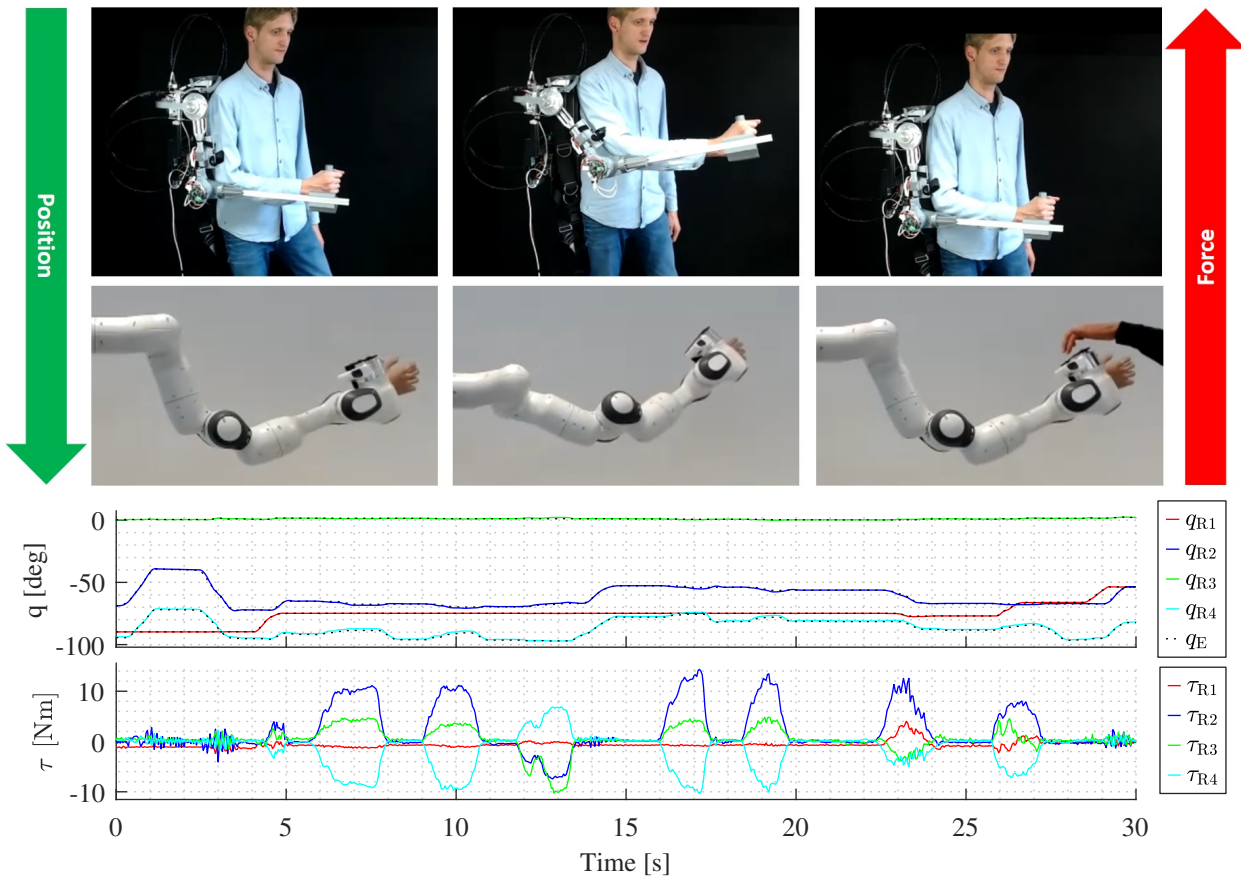 Position
Force
q [deg]
0
-50
-100
q_R1
q_R2
q_R3
q_R4
q_E
τ [Nm]
10
0
-10
τ_R1
τ_R2
τ_R3
τ_R4
0
5
10
15
20
25
30
Time [s]